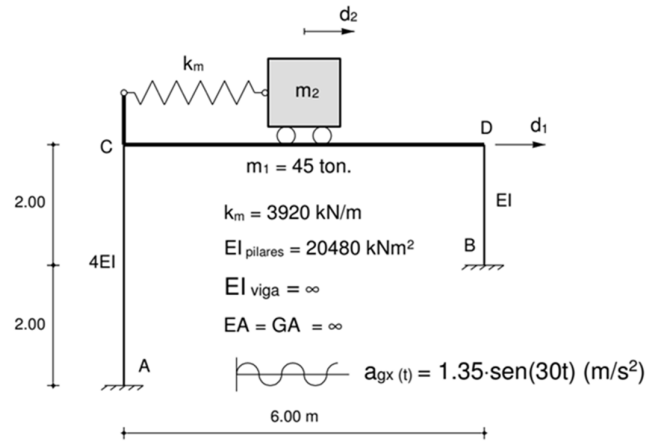 d2
km
m2
C
D
d1
m1 = 45 ton.
2.00
EI
km = 3920 kN/m
EI pilares = 20480 kNm²
B
4EI
EI viga = ∞
2.00
EA = GA = ∞
A
agx (t) = 1.35·sen(30t) (m/s²)
6.00 m